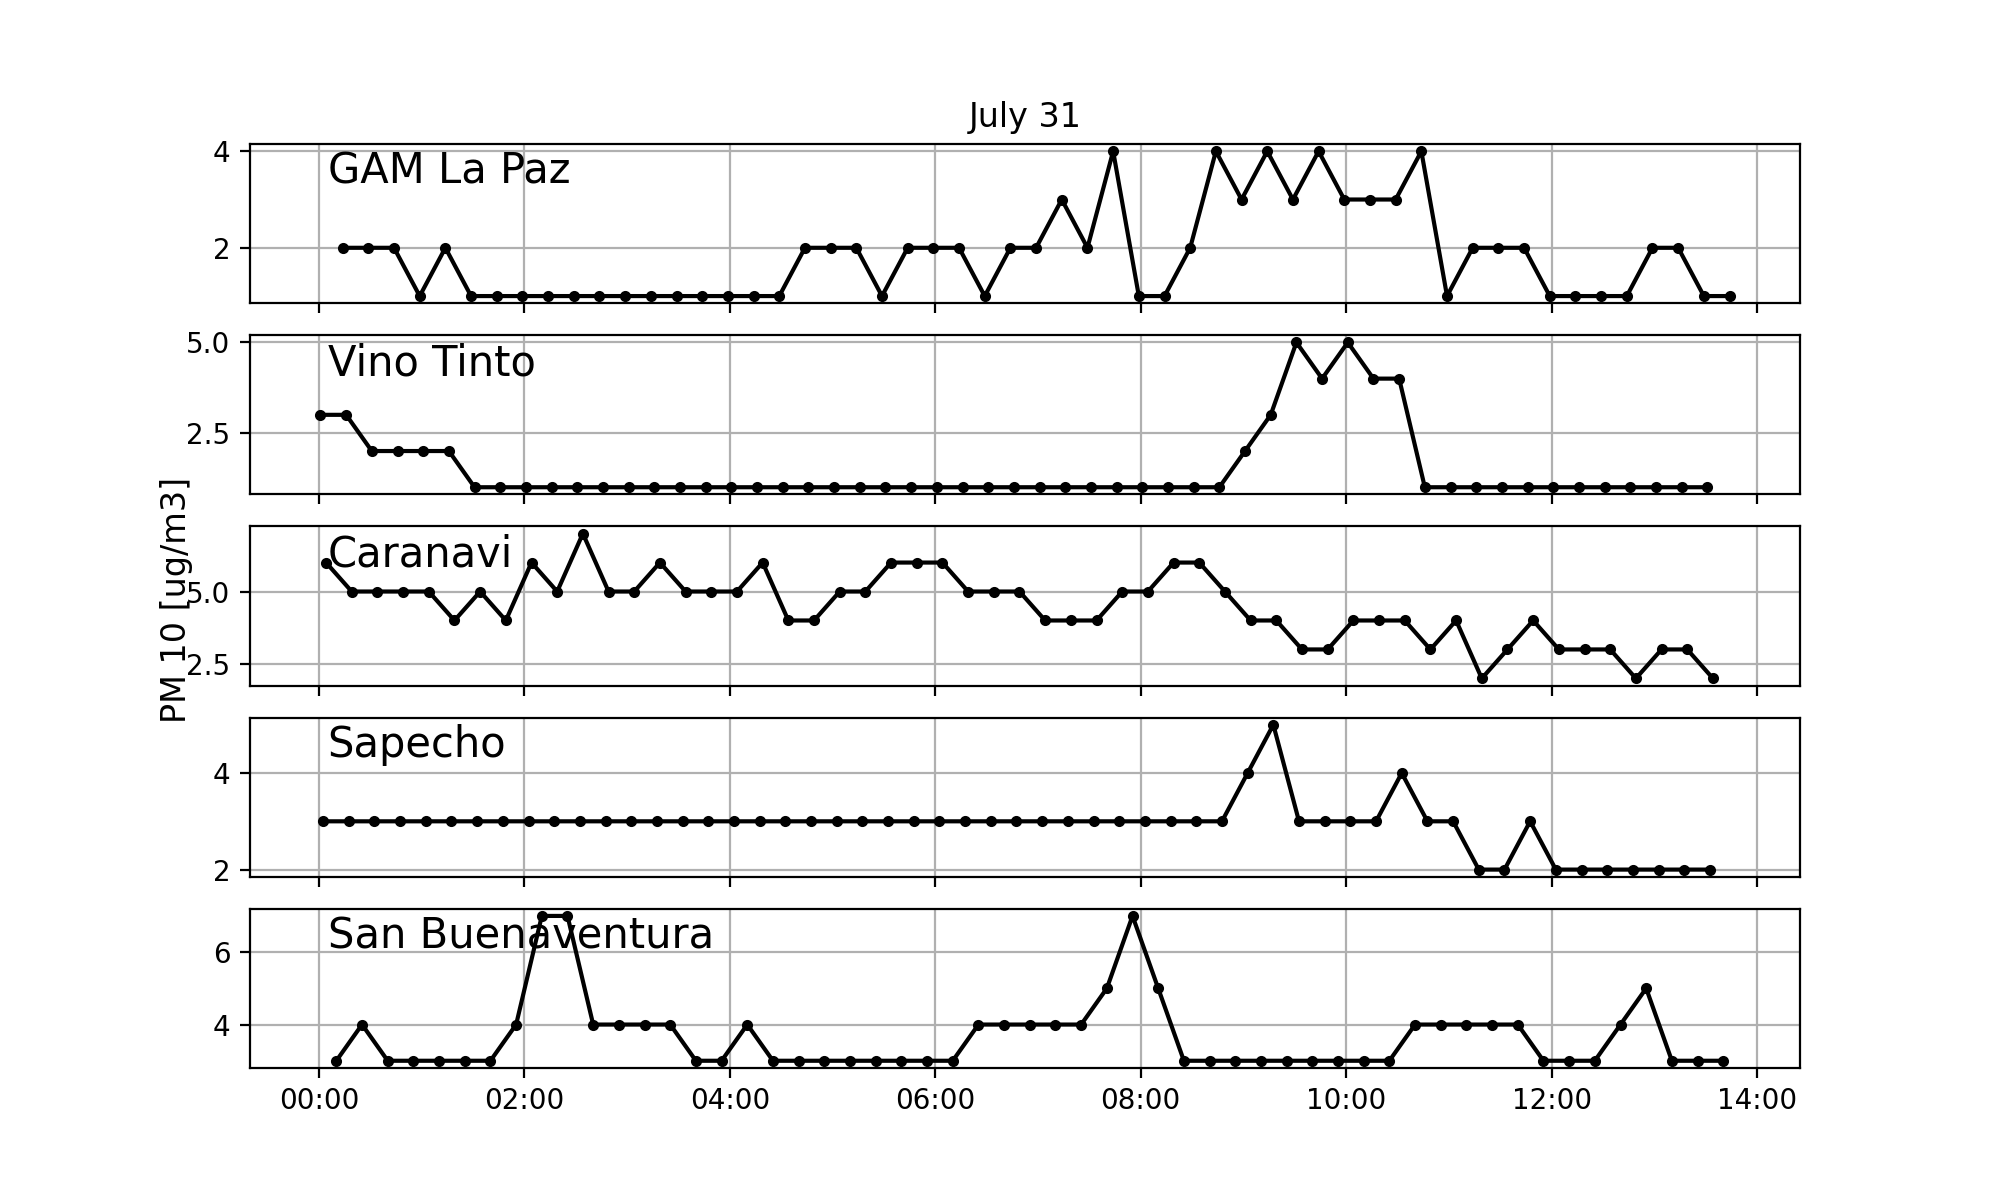 July 31
PM 10 [ug/m3]
GAM La Paz
4
2
Vino Tinto
5.0
2.5
Caranavi
5.0
2.5
Sapecho
4
2
San Buenaventura
6
4
00:00 02:00 04:00 06:00 08:00 10:00 12:00 14:00